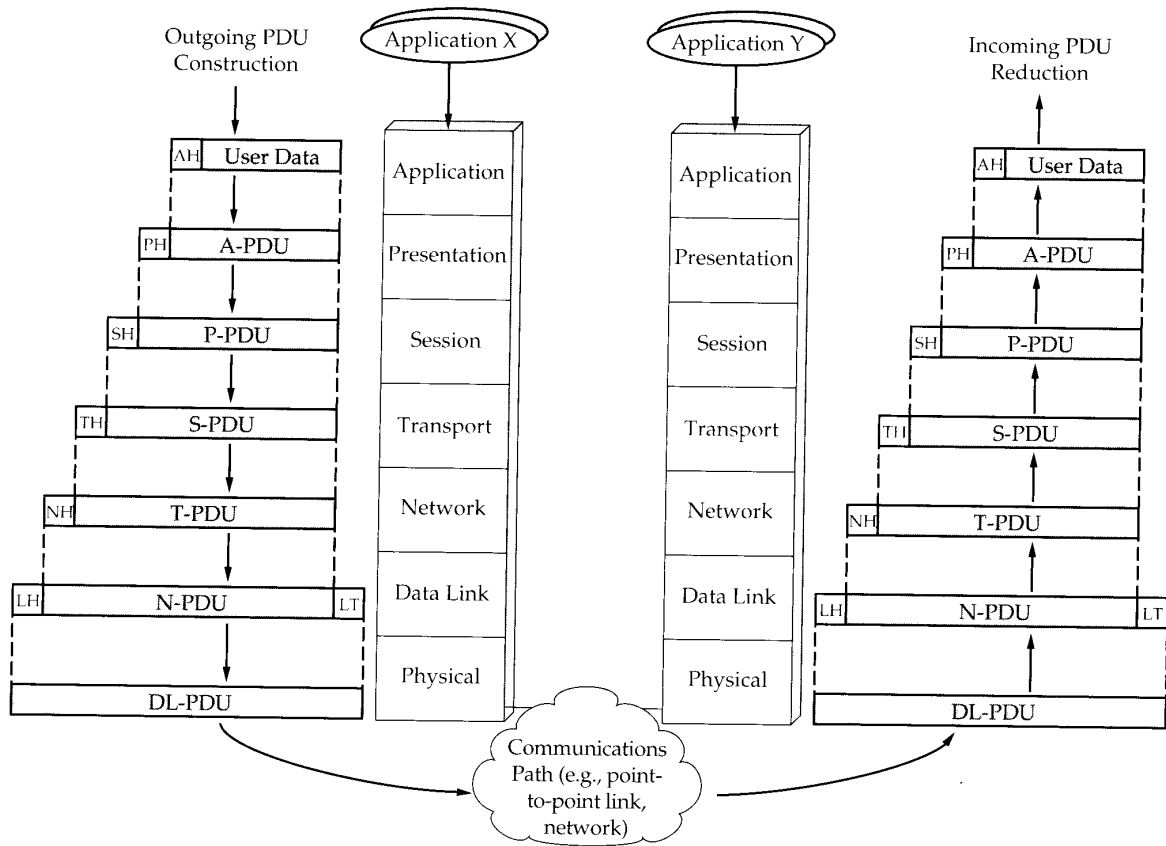 Outgoing PDU
Construction
Application X
Application Y
Incoming PDU
Reduction
AH User Data
Application
Application
AH User Data
PH A-PDU
Presentation
Presentation
PH A-PDU
SH P-PDU
Session
Session
SH P-PDU
TH S-PDU
Transport
Transport
TH S-PDU
NH T-PDU
Network
Network
NH T-PDU
LH N-PDU LT
Data Link
Data Link
LH N-PDU LT
DL-PDU
Physical
Physical
DL-PDU
Communications
Path (e.g., point-
to-point link,
network)